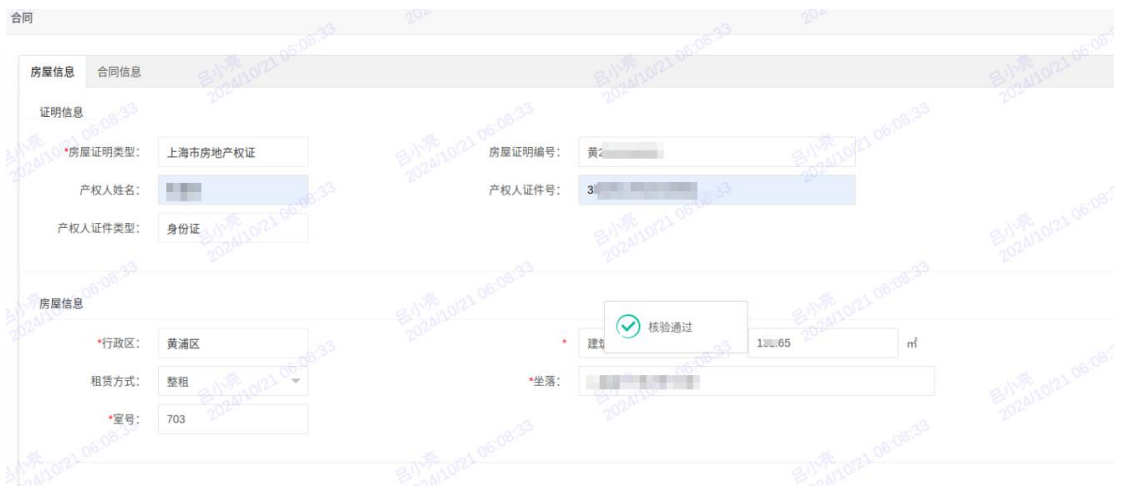 合同
房屋信息 合同信息
证明信息
*房屋证明类型： 上海市房地产权证 房屋证明编号： 黄2
产权人姓名： 产权人证件号： 3
产权人证件类型： 身份证
房屋信息
核验通过
*行政区： 黄浦区 * 65 ㎡
租赁方式： 整租 *坐落：
*室号： 703
吕小亮
2024/10/21 06:08:33